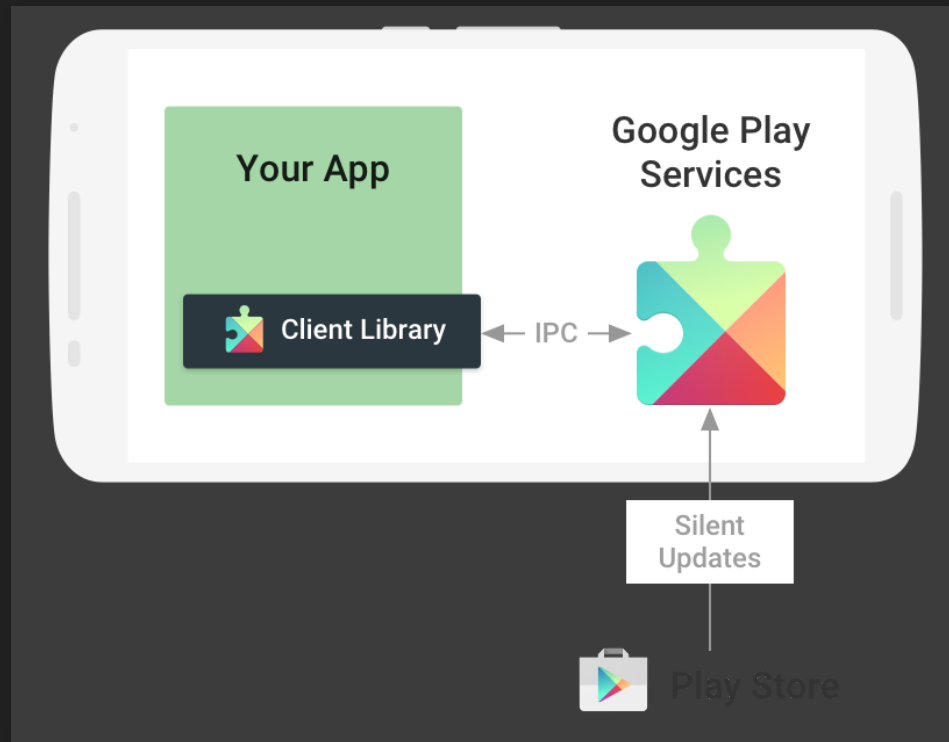 Your App
Google Play
Services
Client Library
IPC
Silent
Updates
Play Store